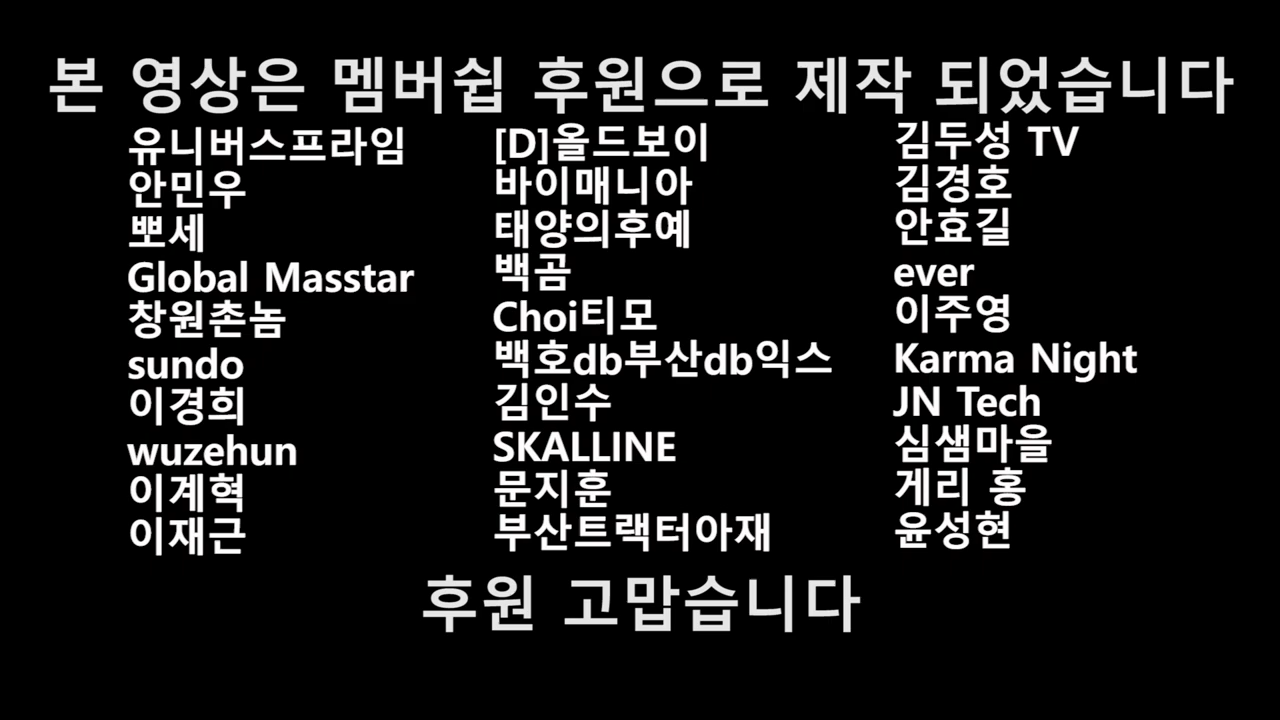 본 영상은 멤버쉽 후원으로 제작 되었습니다
유니버스프라임
안민우
뽀세
Global Masstar
창원촌놈
sundo
이경희
wuzehun
이계혁
이재근
[D]올드보이
바이매니아
태양의후예
백곰
Choi티모
백호db부산db익스
김인수
SKALLINE
문지훈
부산트랙터아재
김두성 TV
김경호
안효길
ever
이주영
Karma Night
JN Tech
심샘마을
게리 홍
윤성현
후원 고맙습니다